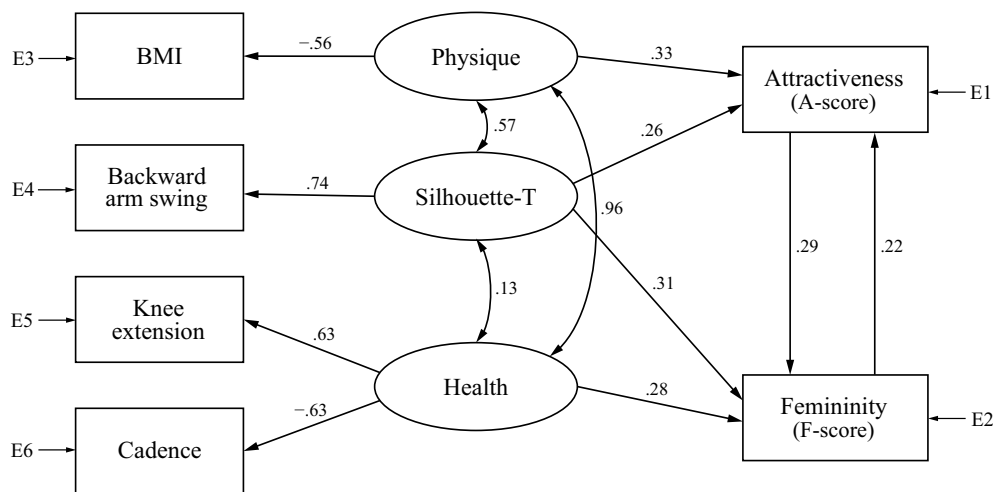 E3
BMI
−.56
Physique
.33
Attractiveness
(A-score)
E1
.57
.26
E4
Backward
arm swing
.74
Silhouette-T
.96
.29
.22
.13
.31
E5
Knee
extension
.63
Health
.28
Femininity
(F-score)
E2
−.63
E6
Cadence